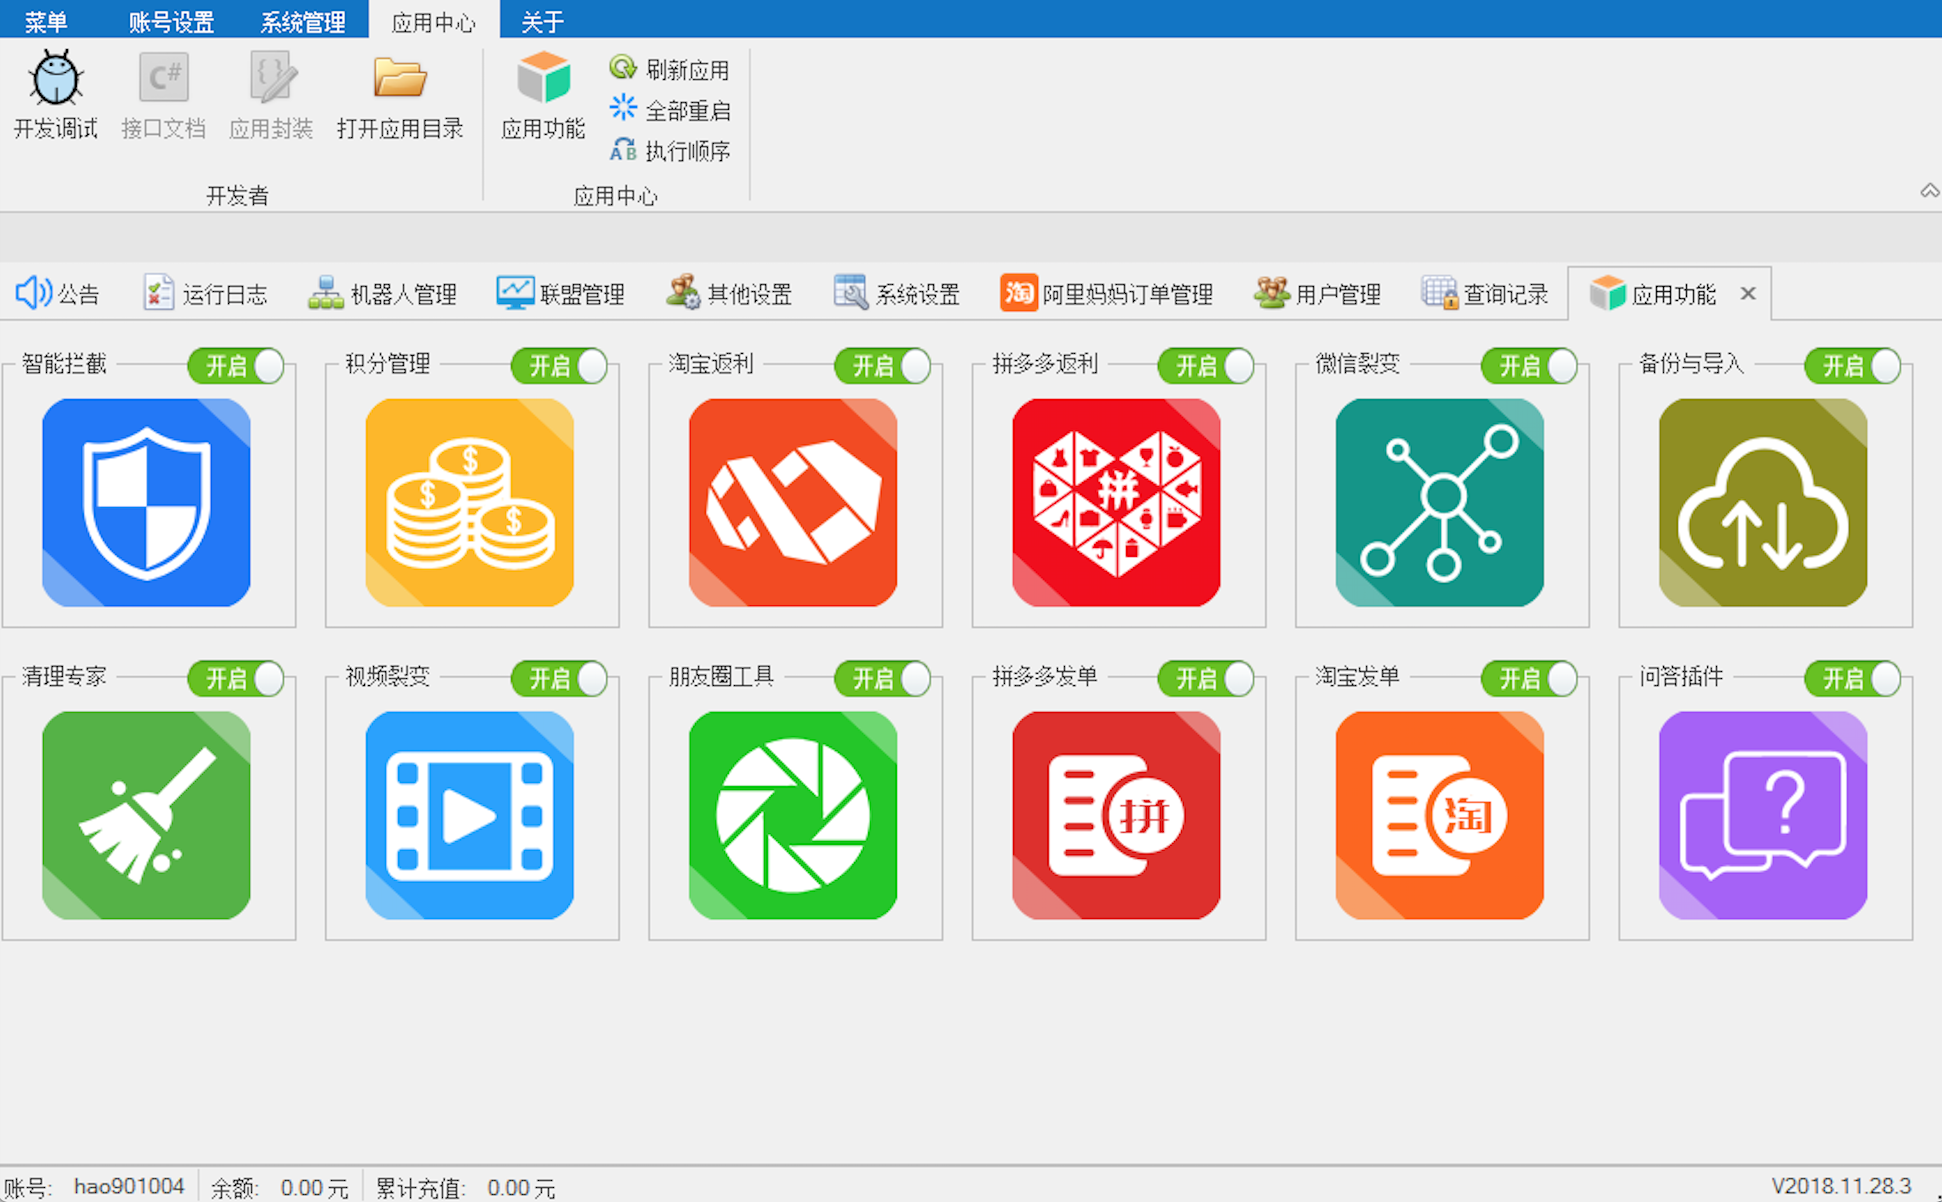 菜单 账号设置 系统管理 应用中心 关于
开发调试 接口文档 应用封装 打开应用目录 应用功能
C#
刷新应用
全部重启
AB 执行顺序
开发者 应用中心
公告 运行日志 机器人管理 联盟管理 其他设置 系统设置 淘 阿里妈妈订单管理 用户管理 查询记录 应用功能
智能拦截 开启 积分管理 开启 淘宝返利 开启 拼多多返利 开启 微信裂变 开启 备份与导入 开启
$ $ $
拼
清理专家 开启 视频裂变 开启 朋友圈工具 开启 拼多多发单 开启 淘宝发单 开启 问答插件 开启
拼 淘 ?
账号: hao901004 余额: 0.00 元 累计充值: 0.00 元 V2018.11.28.3